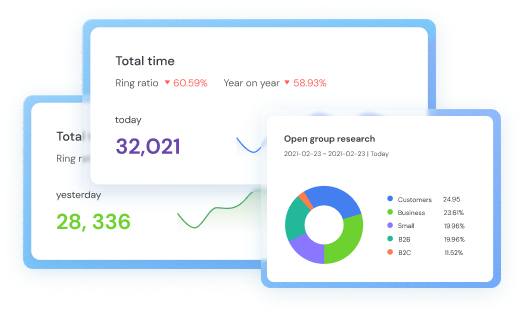 Total time
Ring ratio ▼ 60.59% Year on year ▼ 58.93%
today
32,021
Total
Ring ra
yesterday
28, 336
Open group research
2021-02-23 ~ 2021-02-23 | Today
Customers 24.95
Business 23.61%
Small 19.96%
B2B 19.96%
B2C 11.52%